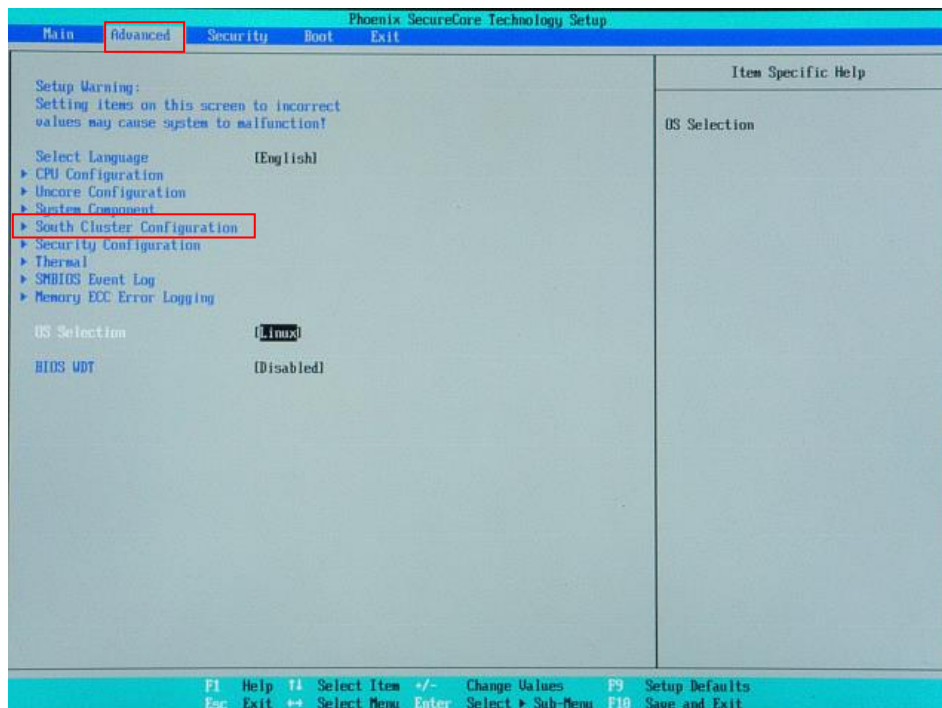 Phoenix SecureCore Technology Setup
Main Advanced Security Boot Exit
Setup Warning:
Setting items on this screen to incorrect
values may cause system to malfunction!
Select Language [English]
CPU Configuration
Uncore Configuration
System Component
South Cluster Configuration
Security Configuration
Thermal
SMBIOS Event Log
Memory ECC Error Logging
OS Selection [Linux]
BIOS WDT [Disabled]
Item Specific Help
OS Selection
F1 Help ↑↓ Select Item +/- Change Values F9 Setup Defaults
Esc Exit ↔ Select Menu Enter Select ▶ Sub-Menu F10 Save and Exit